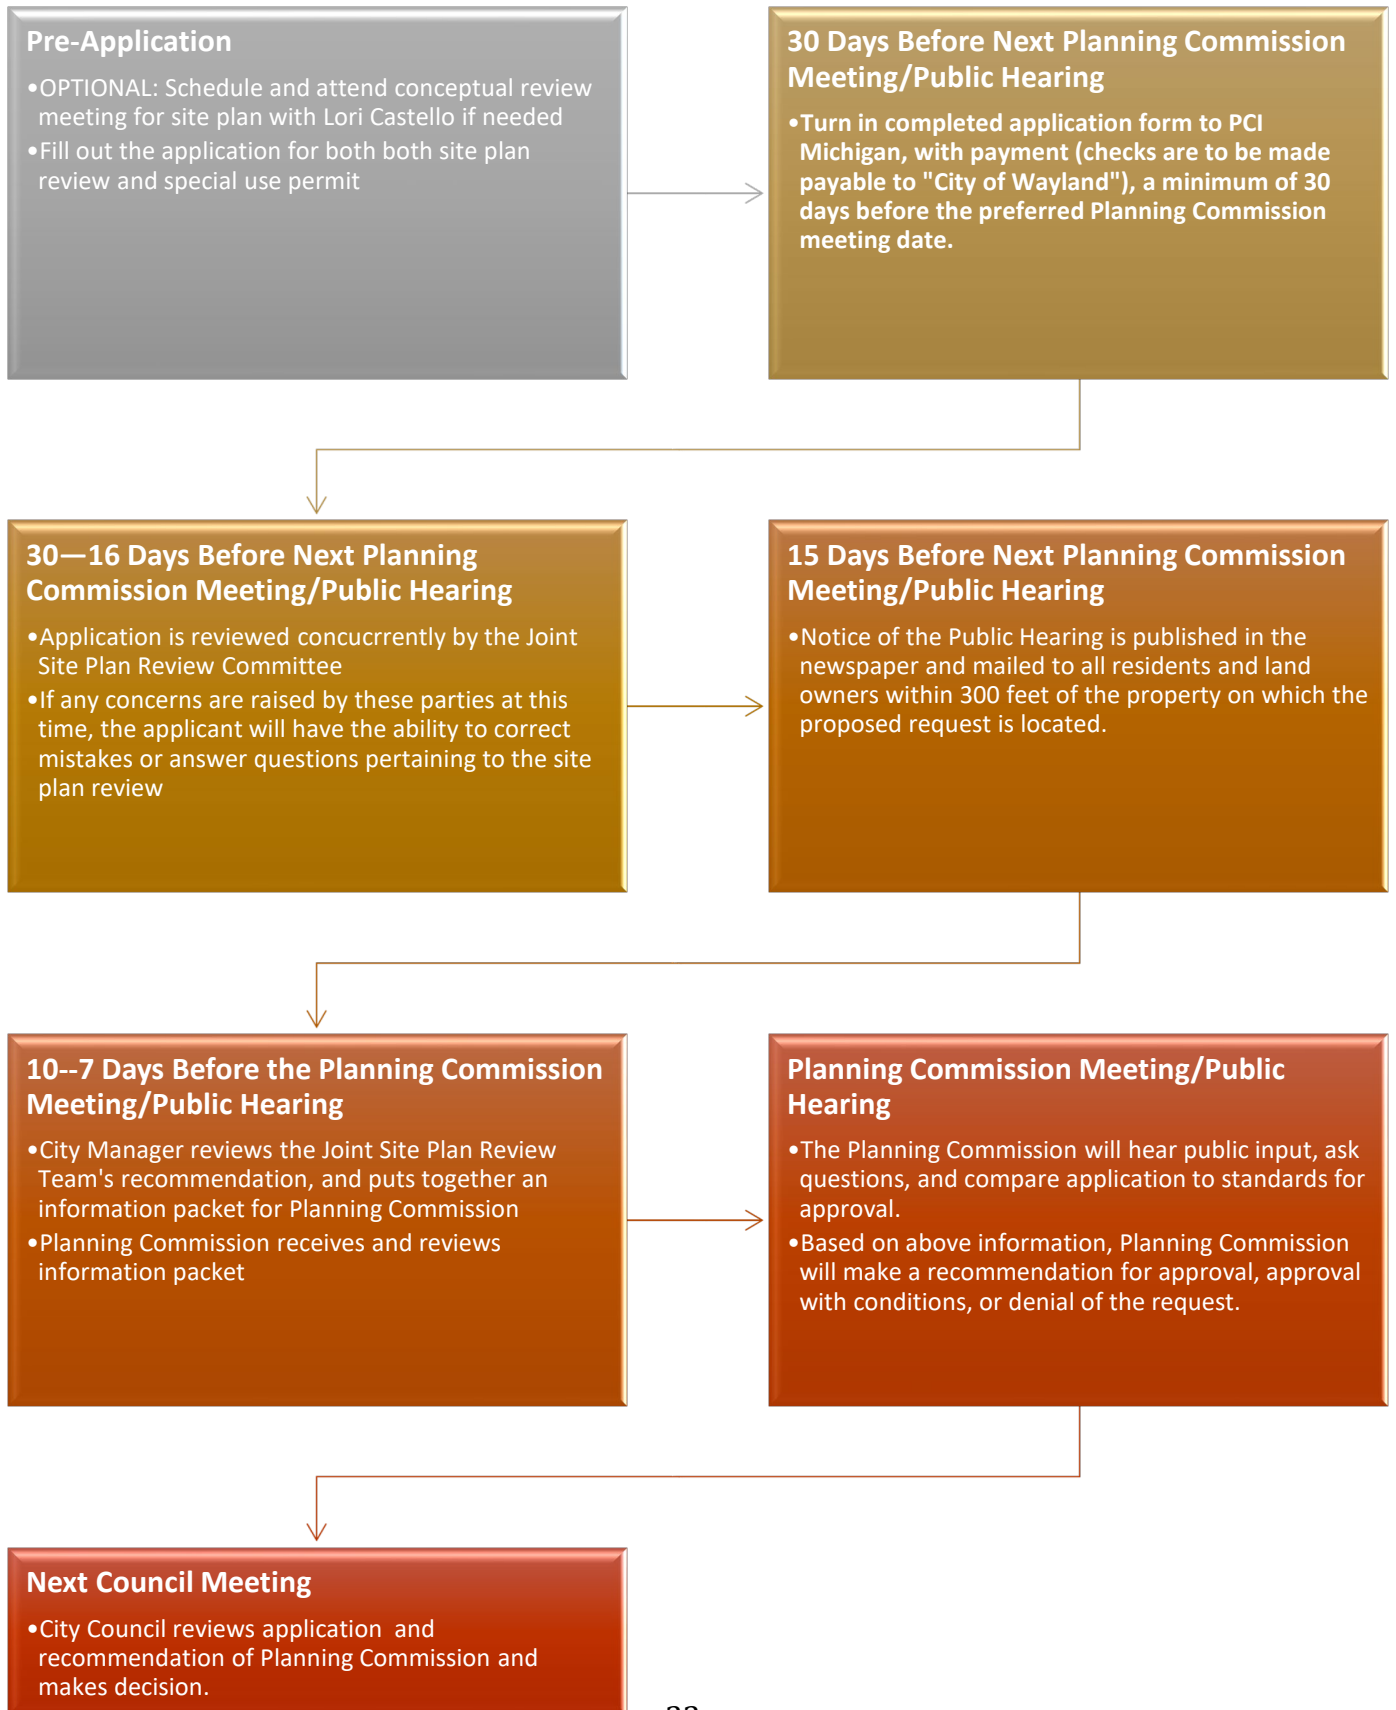 Pre-Application
•OPTIONAL: Schedule and attend conceptual review
meeting for site plan with Lori Castello if needed
•Fill out the application for both both site plan
review and special use permit
30 Days Before Next Planning Commission
Meeting/Public Hearing
•Turn in completed application form to PCI
Michigan, with payment (checks are to be made
payable to "City of Wayland"), a minimum of 30
days before the preferred Planning Commission
meeting date.
30—16 Days Before Next Planning
Commission Meeting/Public Hearing
•Application is reviewed concucrrently by the Joint
Site Plan Review Committee
•If any concerns are raised by these parties at this
time, the applicant will have the ability to correct
mistakes or answer questions pertaining to the site
plan review
15 Days Before Next Planning Commission
Meeting/Public Hearing
•Notice of the Public Hearing is published in the
newspaper and mailed to all residents and land
owners within 300 feet of the property on which the
proposed request is located.
10--7 Days Before the Planning Commission
Meeting/Public Hearing
•City Manager reviews the Joint Site Plan Review
Team's recommendation, and puts together an
information packet for Planning Commission
•Planning Commission receives and reviews
information packet
Planning Commission Meeting/Public
Hearing
•The Planning Commission will hear public input, ask
questions, and compare application to standards for
approval.
•Based on above information, Planning Commission
will make a recommendation for approval, approval
with conditions, or denial of the request.
Next Council Meeting
•City Council reviews application  and
recommendation of Planning Commission and
makes decision.